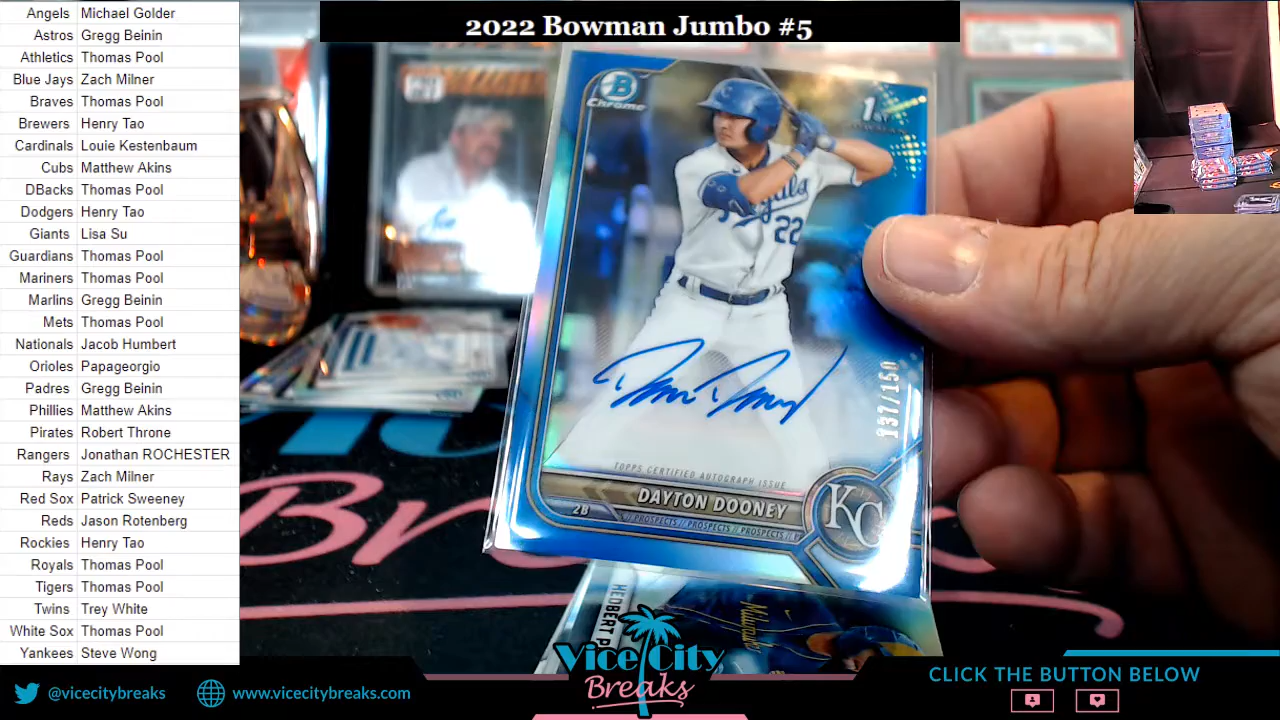 2022 Bowman Jumbo #5
Angels Michael Golder
Astros Gregg Beinin
Athletics Thomas Pool
Blue Jays Zach Milner
Braves Thomas Pool
Brewers Henry Tao
Cardinals Louie Kestenbaum
Cubs Matthew Akins
DBacks Thomas Pool
Dodgers Henry Tao
Giants Lisa Su
Guardians Thomas Pool
Mariners Thomas Pool
Marlins Gregg Beinin
Mets Thomas Pool
Nationals Jacob Humbert
Orioles Papageorgio
Padres Gregg Beinin
Phillies Matthew Akins
Pirates Robert Throne
Rangers Jonathan ROCHESTER
Rays Zach Milner
Red Sox Patrick Sweeney
Reds Jason Rotenberg
Rockies Henry Tao
Royals Thomas Pool
Tigers Thomas Pool
Twins Trey White
White Sox Thomas Pool
Yankees Steve Wong
B
Chrome
1st
Royals
22
137/150
TOPPS CERTIFIED AUTOGRAPH ISSUE
DAYTON DOONEY
2B
PROSPECTS // PROSPECTS // PROSPECTS //
KC
HEDBERT
Milwauk
Vice City
Breaks
@vicecitybreaks
www.vicecitybreaks.com
CLICK THE BUTTON BELOW